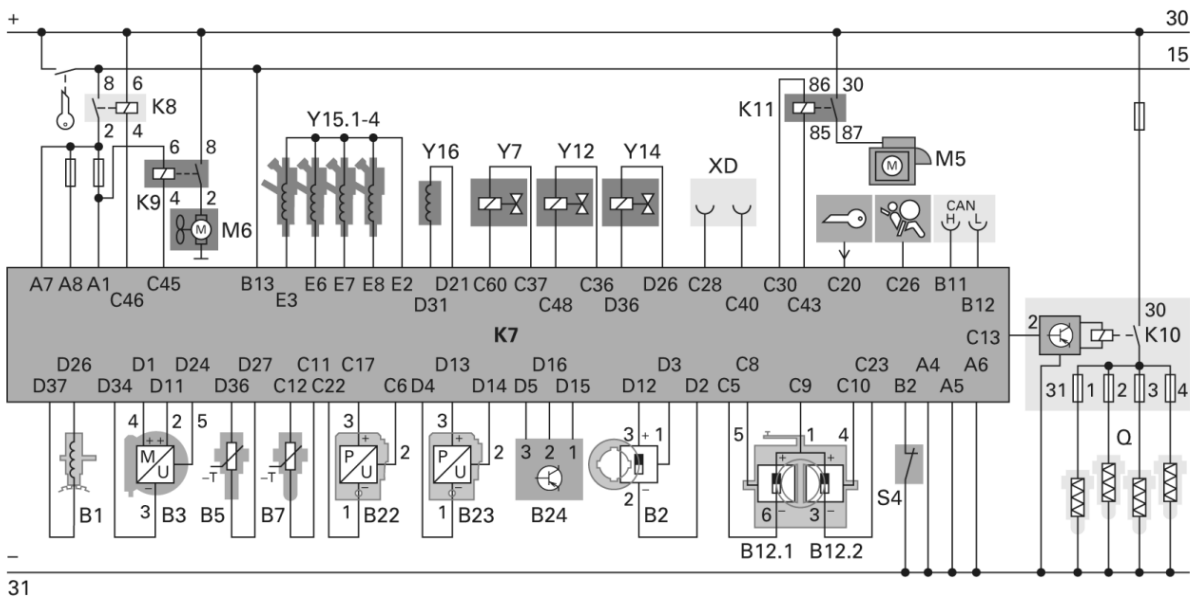 + 30
15
8 6 K8 86 30 K11
2 4 6 8 Y15.1-4 85 87
Y16 Y7 Y12 Y14 XD M M5
K9 4 2 M M6 CAN
H L
A7 A8 A1 C45 B13 E6 E7 E8 E2 D21 C60 C37 C36 D26 C28 C30 C20 C26 B11
C46 E3 D31 C48 D36 C40 C43 B12
30
K7 C13 2 K10
D26 D1 D24 D27 C11 C17 D13 D16 D3 C8 C23 A4 A6
D37 D34 D11 D36 C12 C22 C6 D4 D14 D5 D15 D12 D2 C5 C9 C10 B2 A5
31 1 2 3 4
4 2 5 3 2 3 2 3 2 1 3 + 1 5 1 4
+ + + + + + Q
M U -T -T P U P U
- - - 2 - S4
6 - 3 -
B1 3 B3 B5 B7 1 B22 1 B23 B24 B2
B12.1 B12.2
–
31